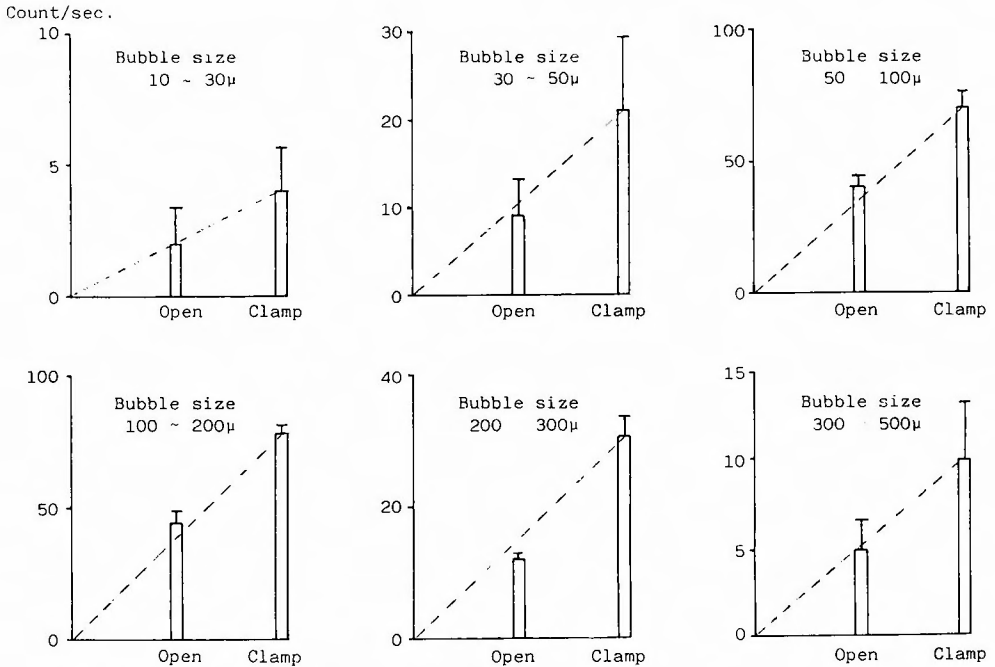 Count/sec.
10
5
0
Bubble size
10 ~ 30μ
Open Clamp
30
20
10
0
Bubble size
30 ~ 50μ
Open Clamp
100
50
0
Bubble size
50 100μ
Open Clamp
100
50
0
Bubble size
100 ~ 200μ
Open Clamp
40
20
0
Bubble size
200 300μ
Open Clamp
15
10
5
0
Bubble size
300 500μ
Open Clamp